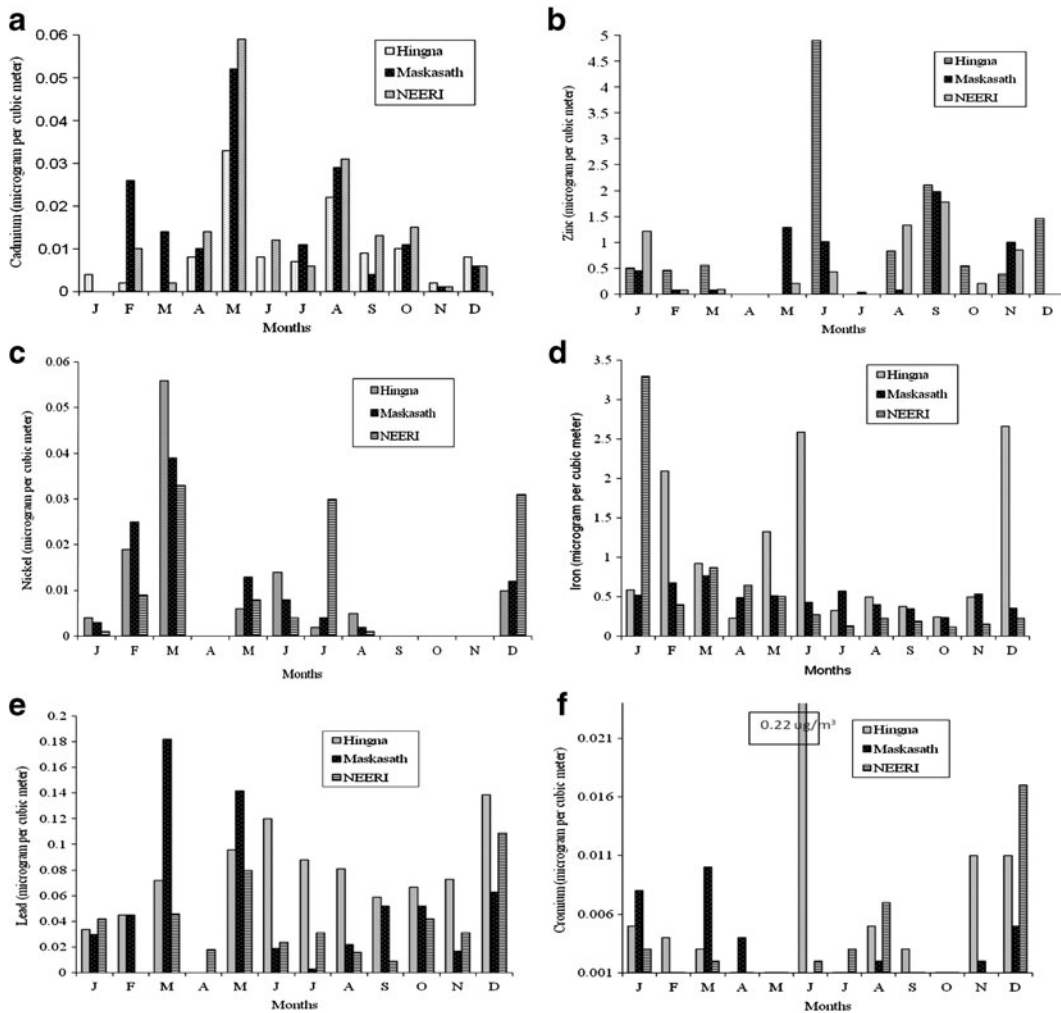 a
Cadmium (microgram per cubic meter)
0.06
0.05
0.04
0.03
0.02
0.01
0
Hingna
Maskasath
NEERI
J F M A M J J A S O N D
Months
b
Zinc (microgram per cubic meter)
5
4.5
4
3.5
3
2.5
2
1.5
1
0.5
0
Hingna
Maskasath
NEERI
J F M A M J J A S O N D
Months
c
Nickel (microgram per cubic meter)
0.06
0.05
0.04
0.03
0.02
0.01
0
Hingna
Maskasath
NEERI
J F M A M J J A S O N D
Months
d
Iron (microgram per cubic meter)
3.5
3
2.5
2
1.5
1
0.5
0
Hingna
Maskasath
NEERI
J F M A M J J A S O N D
Months
e
Lead (microgram per cubic meter)
0.2
0.18
0.16
0.14
0.12
0.1
0.08
0.06
0.04
0.02
0
Hingna
Maskasath
NEERI
J F M A M J J A S O N D
Months
f
Cromium (microgram per cubic meter)
0.021
0.016
0.011
0.006
0.001
0.22 ug/m³
Hingna
Maskasath
NEERI
J F M A M J J A S O N D
Months